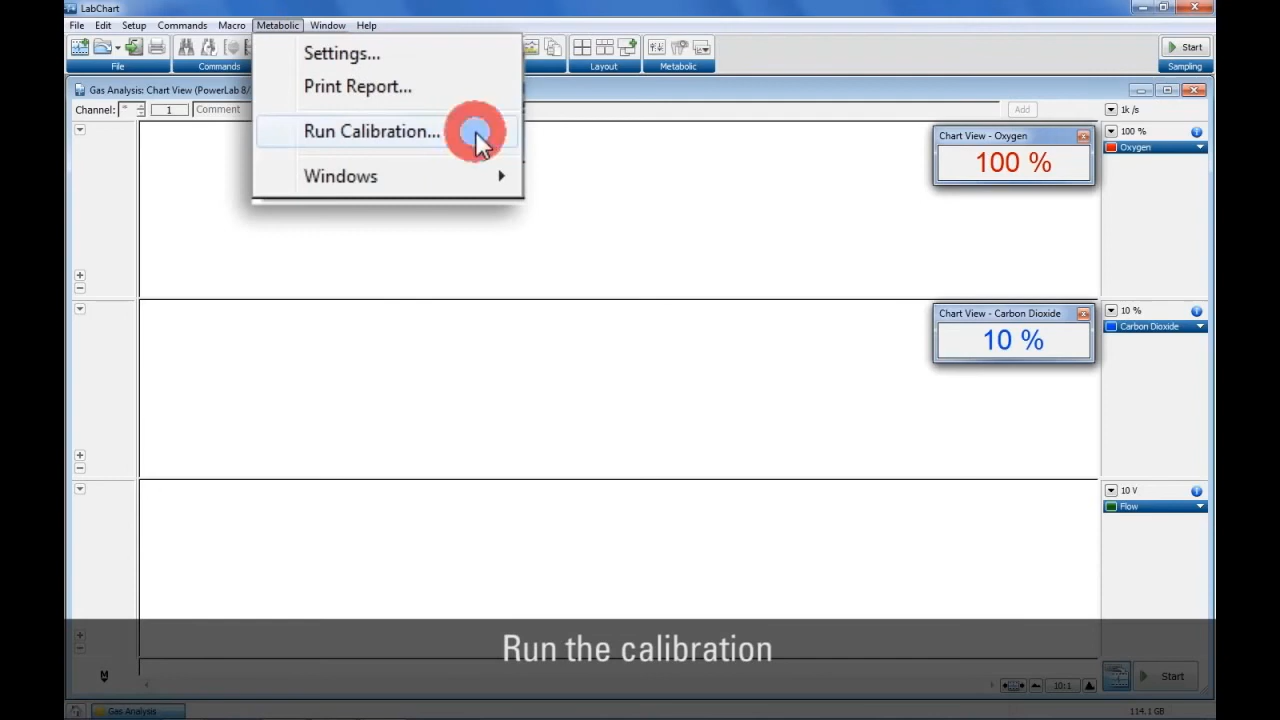 LabChart
File Edit Setup Commands Macro Metabolic Window Help
Settings...
Print Report...
Run Calibration...
Windows
File
Commands
Layout
Metabolic
Start
Sampling
Gas Analysis: Chart View (PowerLab 8/
Channel: 1 Comment
Add
1k /s
Chart View - Oxygen
100 %
100 %
Oxygen
Chart View - Carbon Dioxide
10 %
10 %
Carbon Dioxide
10 V
Flow
Run the calibration
M
10:1
Start
Gas Analysis
114.1 GB